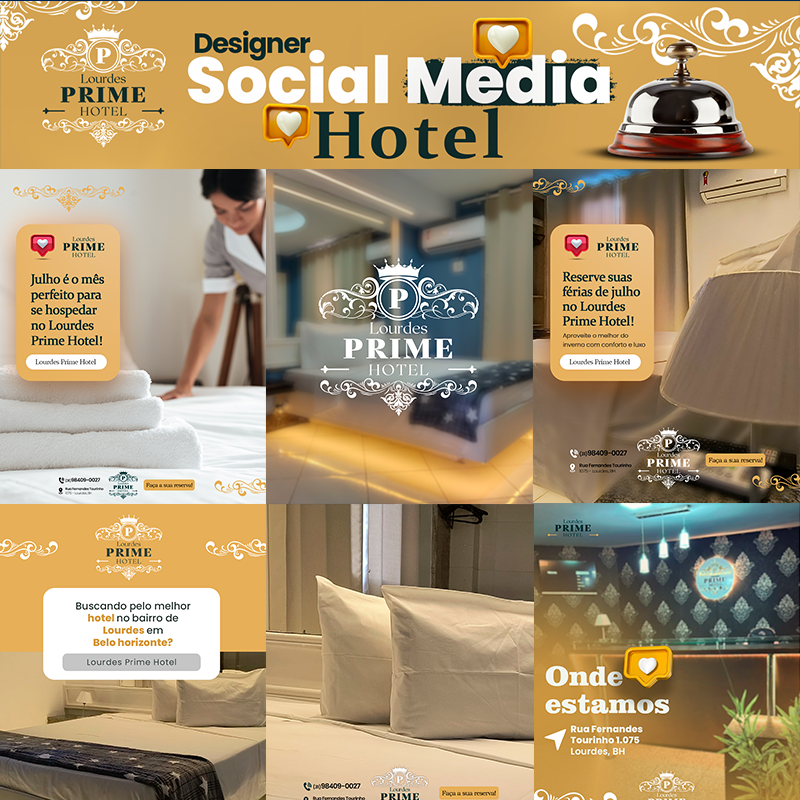 P
Lourdes
PRIME
HOTEL
Designer
Social Media
Hotel
Lourdes
PRIME
HOTEL
Julho é o mês
perfeito para
se hospedar
no Lourdes
Prime Hotel!
Lourdes Prime Hotel
(31)98409-0027
Rua Fernandes Tourinho
1075 - Lourdes, BH
PRIME
Faça a sua reserva!
P
Lourdes
PRIME
HOTEL
Lourdes
PRIME
HOTEL
Reserve suas
férias de julho
no Lourdes
Prime Hotel!
Aproveite o melhor do
inverno com conforto e luxo
Lourdes Prime Hotel
(31)98409-0027
Rua Fernandes Tourinho
1075 - Lourdes, BH
P
Lourdes
PRIME
HOTEL
Faça a sua reserva!
P
Lourdes
PRIME
HOTEL
Buscando pelo melhor
hotel no bairro de
Lourdes em
Belo horizonte?
Lourdes Prime Hotel
(31)98409-0027
Rua Fernandes Tourinho
Lourdes
PRIME
Faça a sua reserva!
Lourdes
PRIME
HOTEL
PRIME
Onde
estamos
Rua Fernandes
Tourinho 1.075
Lourdes, BH
Lourdes
PRIME